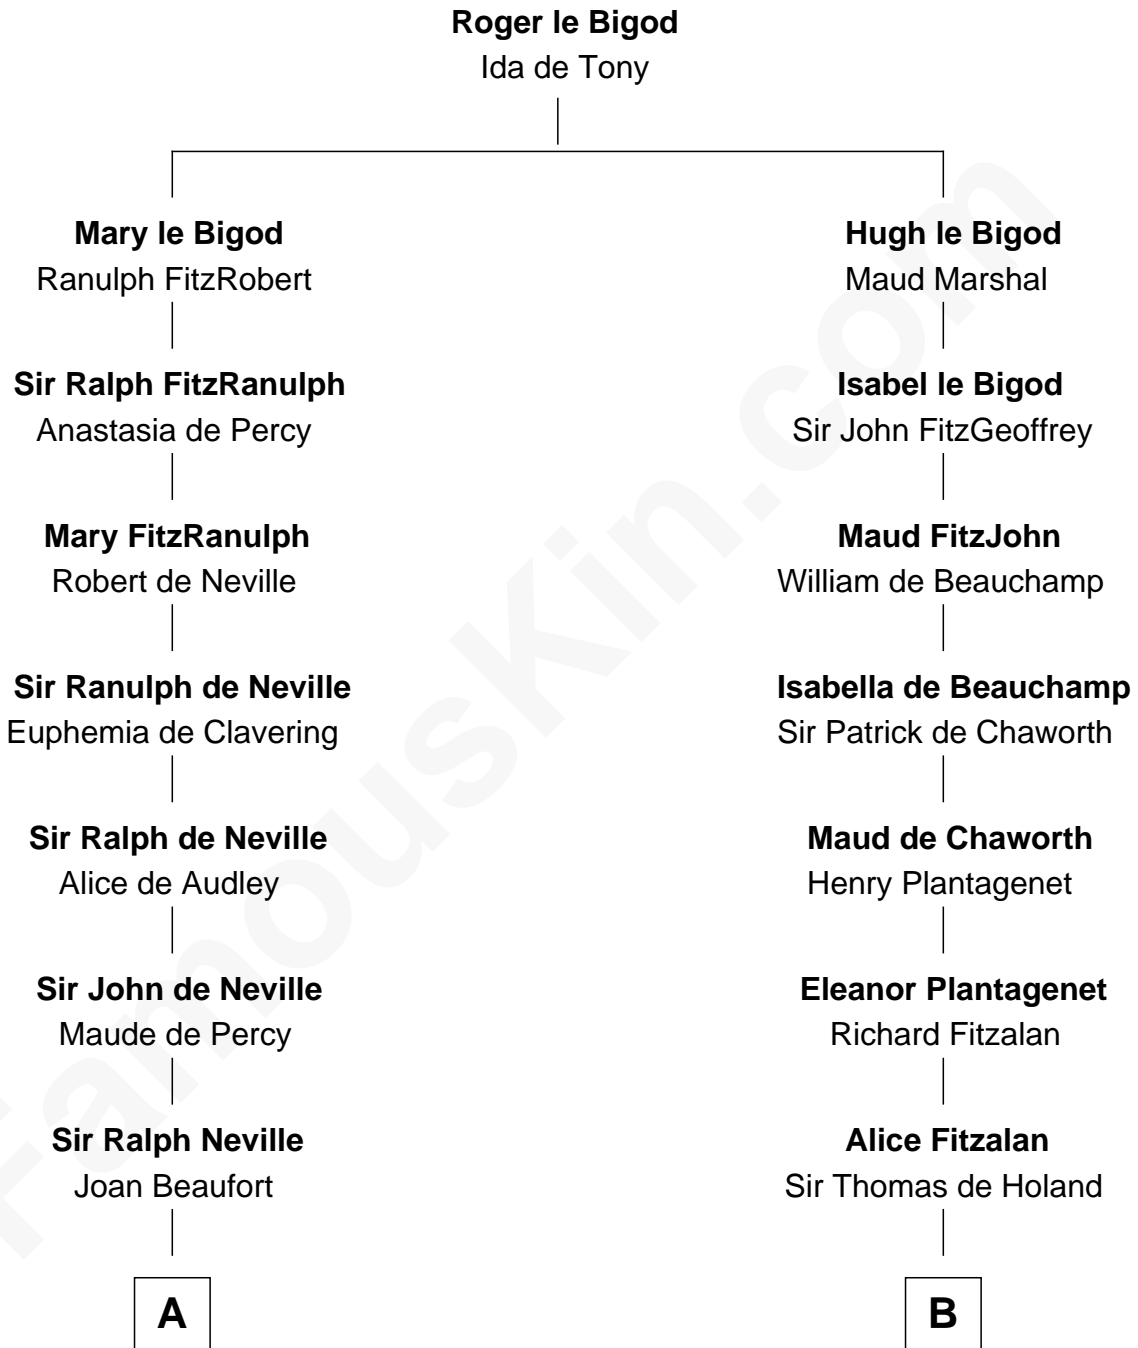 Roger le Bigod
Ida de Tony
Mary le Bigod
Ranulph FitzRobert
Hugh le Bigod
Maud Marshal
Sir Ralph FitzRanulph
Anastasia de Percy
Isabel le Bigod
Sir John FitzGeoffrey
Mary FitzRanulph
Robert de Neville
Maud FitzJohn
William de Beauchamp
Sir Ranulph de Neville
Euphemia de Clavering
Isabella de Beauchamp
Sir Patrick de Chaworth
Sir Ralph de Neville
Alice de Audley
Maud de Chaworth
Henry Plantagenet
Sir John de Neville
Maude de Percy
Eleanor Plantagenet
Richard Fitzalan
Sir Ralph Neville
Joan Beaufort
Alice Fitzalan
Sir Thomas de Holand
A
B
FamousKin.com